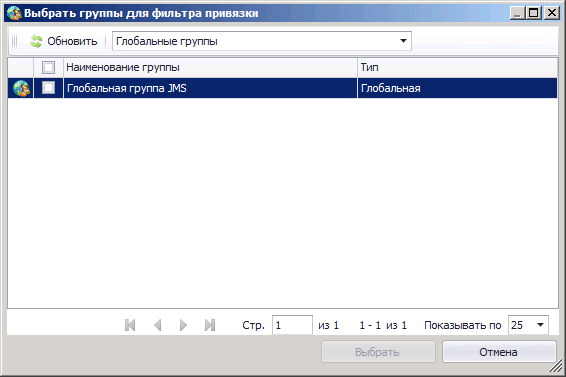 Выбрать группы для фильтра привязки
Обновить Глобальные группы
Наименование группы Тип
Глобальная группа JMS Глобальная
Стр. 1 из 1 1 - 1 из 1 Показывать по 25
Выбрать Отмена